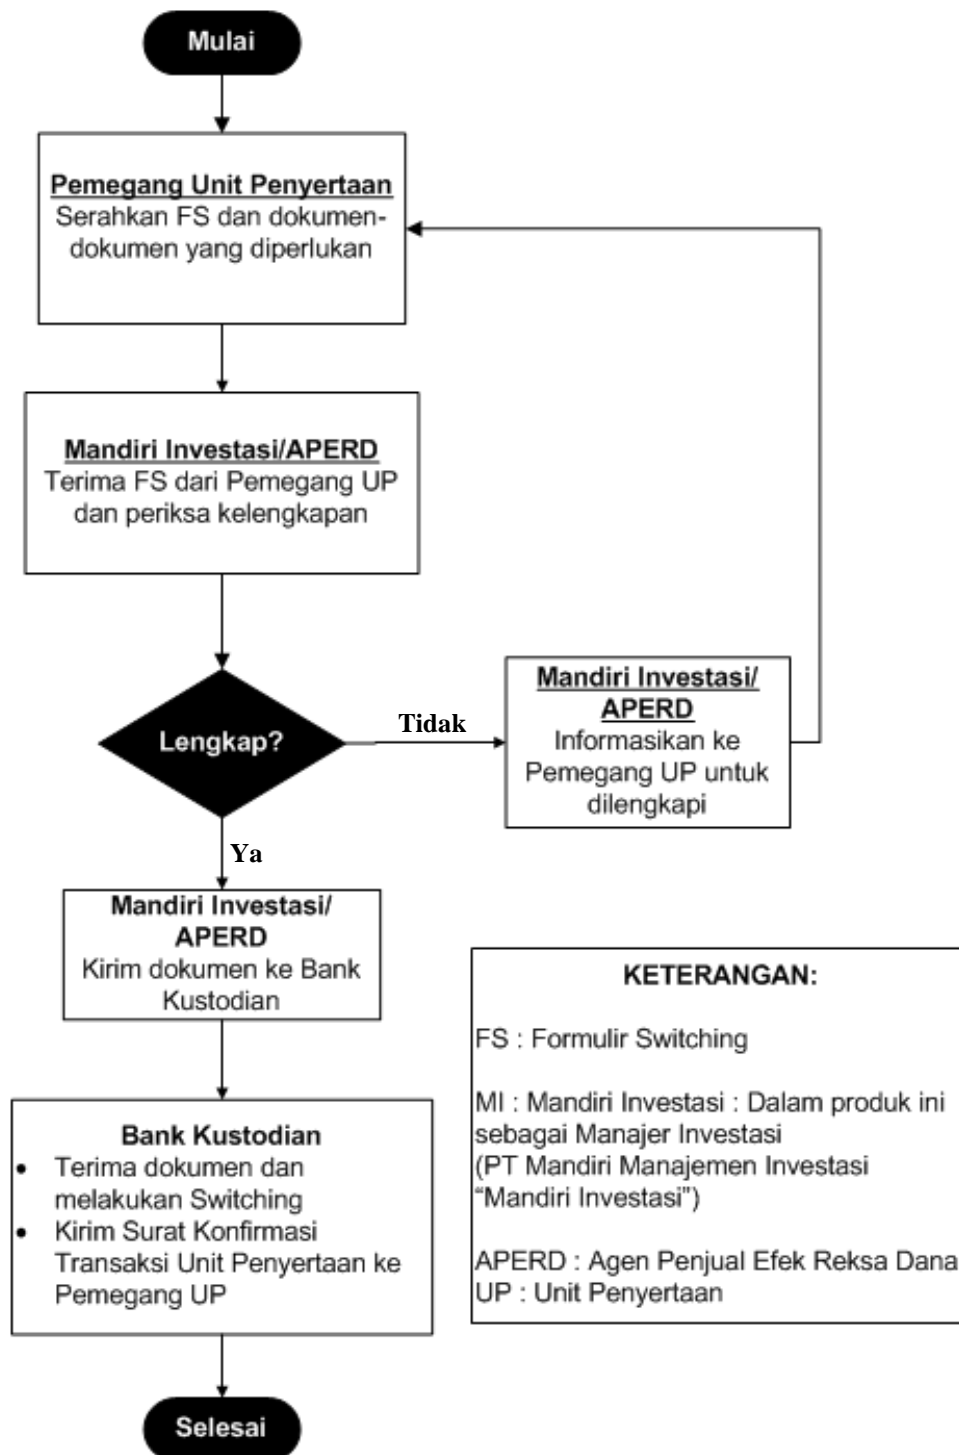 Mulai
Pemegang Unit Penyertaan
Serahkan FS dan dokumen-
dokumen yang diperlukan
Mandiri Investasi/APERD
Terima FS dari Pemegang UP
dan periksa kelengkapan
Lengkap?
Tidak
Mandiri Investasi/
APERD
Informasikan ke
Pemegang UP untuk
dilengkapi
Ya
Mandiri Investasi/
APERD
Kirim dokumen ke Bank
Kustodian
Bank Kustodian
• Terima dokumen dan
melakukan Switching
• Kirim Surat Konfirmasi
Transaksi Unit Penyertaan ke
Pemegang UP
Selesai
KETERANGAN:
FS : Formulir Switching
MI : Mandiri Investasi : Dalam produk ini
sebagai Manajer Investasi
(PT Mandiri Manajemen Investasi
“Mandiri Investasi”)
APERD : Agen Penjual Efek Reksa Dana
UP : Unit Penyertaan